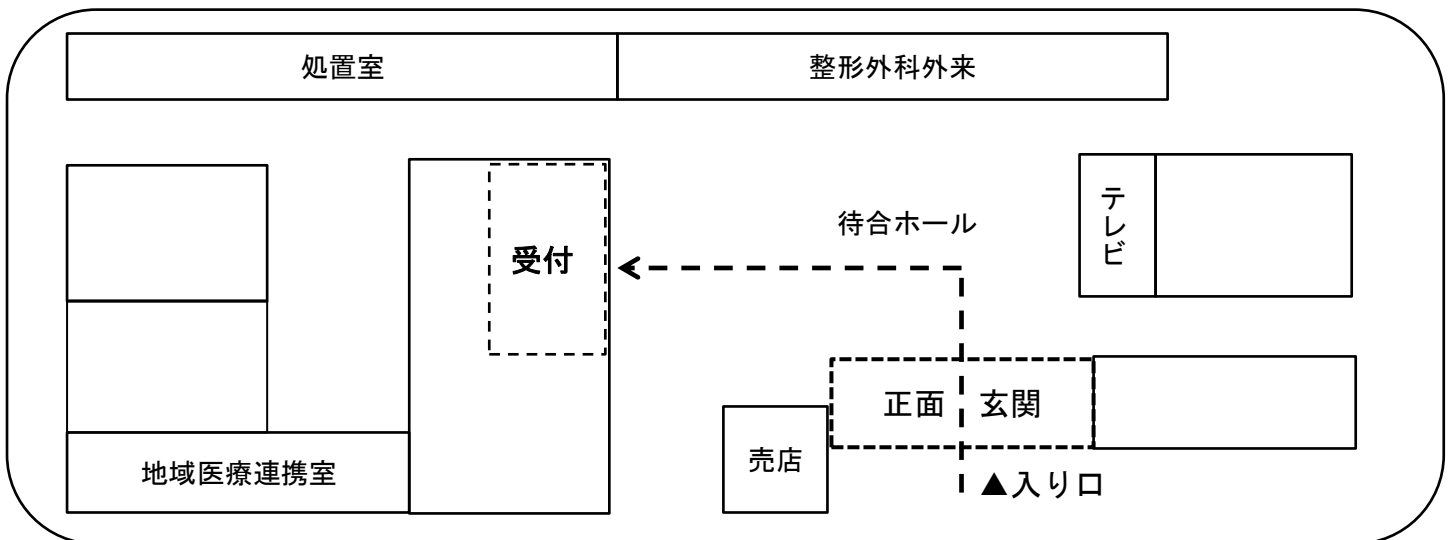 処置室
整形外科外来
待合ホール
テレビ
受付
正面 玄関
売店
地域医療連携室
▲入り口